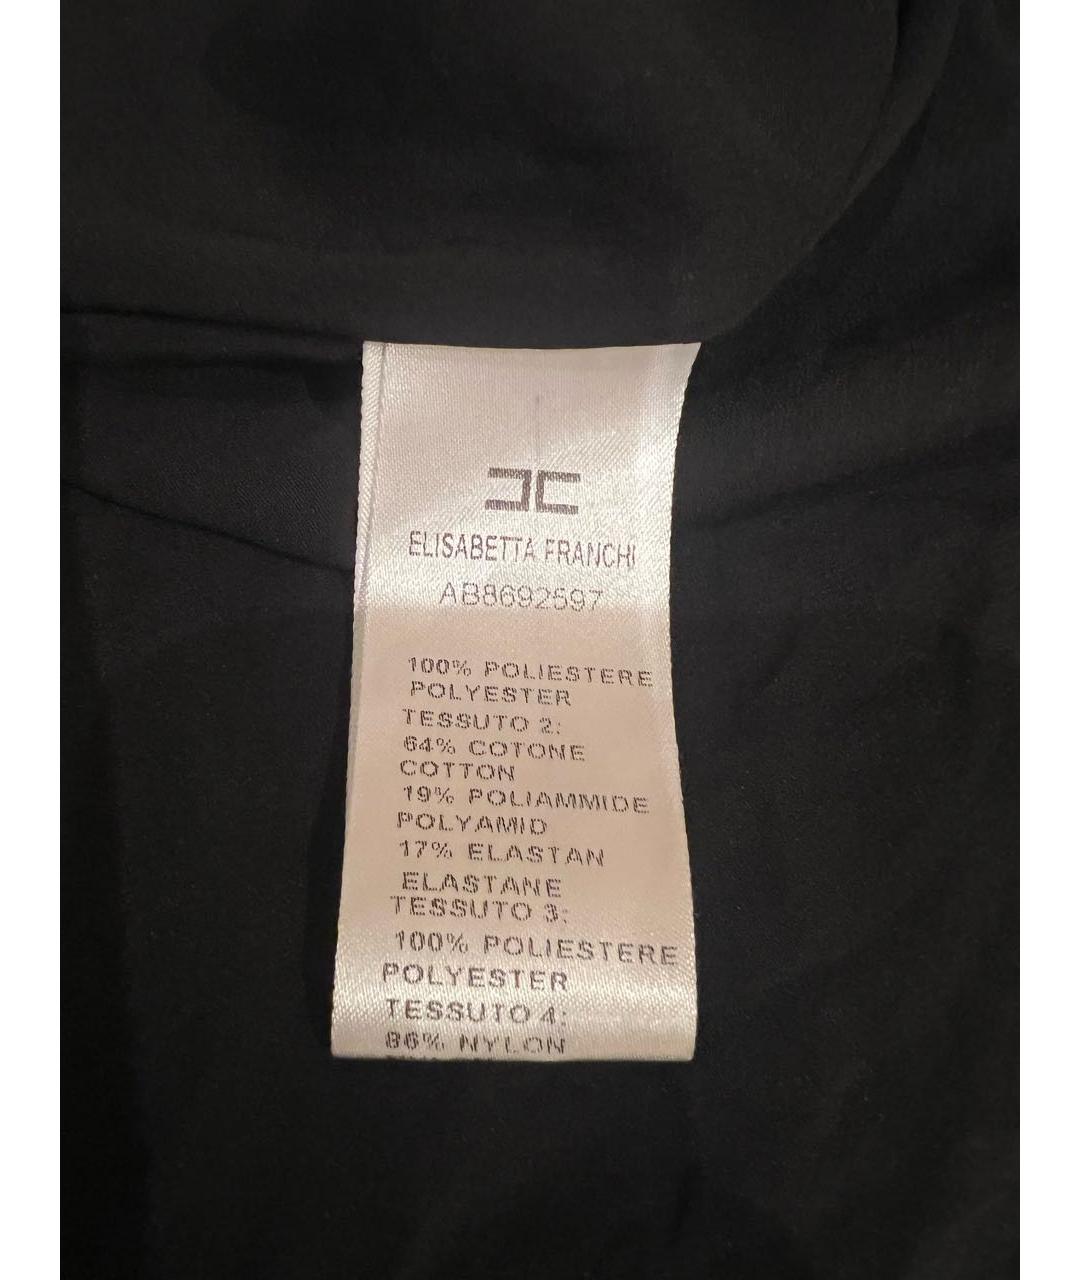 ELISABETTA FRANCHI
AB8692597
100% POLIESTERE
POLYESTER
TESSUTO 2:
64% COTONE
COTTON
19% POLIAMMIDE
POLYAMID
17% ELASTAN
ELASTANE
TESSUTO 3:
100% POLIESTERE
POLYESTER
TESSUTO 4:
86% NYLON